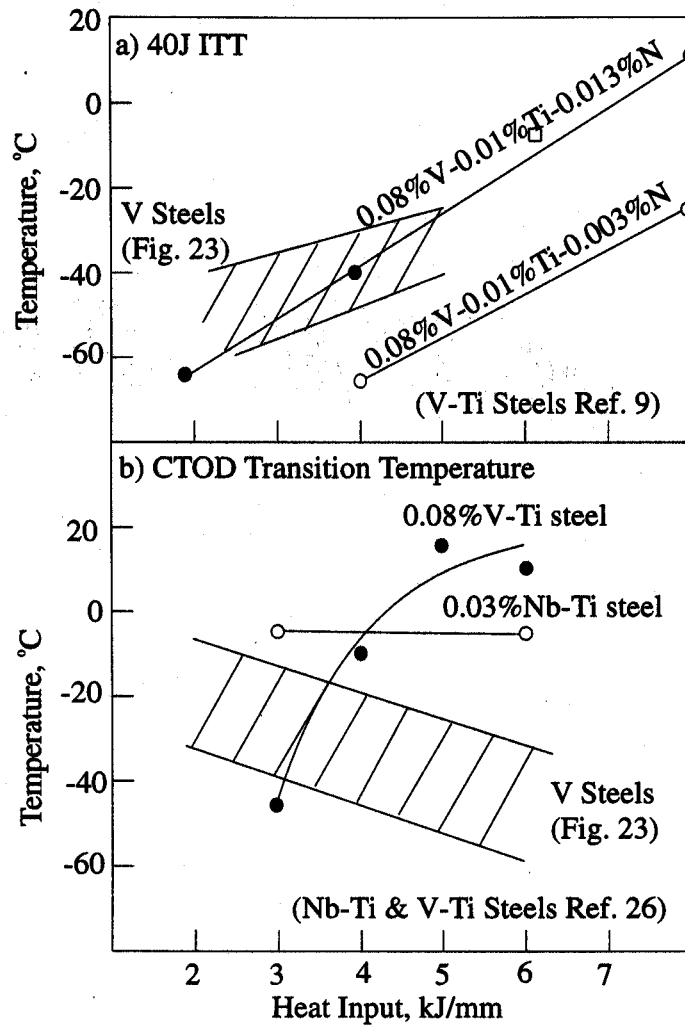 20
a) 40J ITT
0
-20
-40
-60
Temperature, °C
0.08%V-0.01%Ti-0.013%N
V Steels
(Fig. 23)
0.08%V-0.01%Ti-0.003%N
(V-Ti Steels Ref. 9)
b) CTOD Transition Temperature
20
0
-20
-40
-60
Temperature, °C
0.08%V-Ti steel
0.03%Nb-Ti steel
V Steels
(Fig. 23)
(Nb-Ti & V-Ti Steels Ref. 26)
2 3 4 5 6 7
Heat Input, kJ/mm